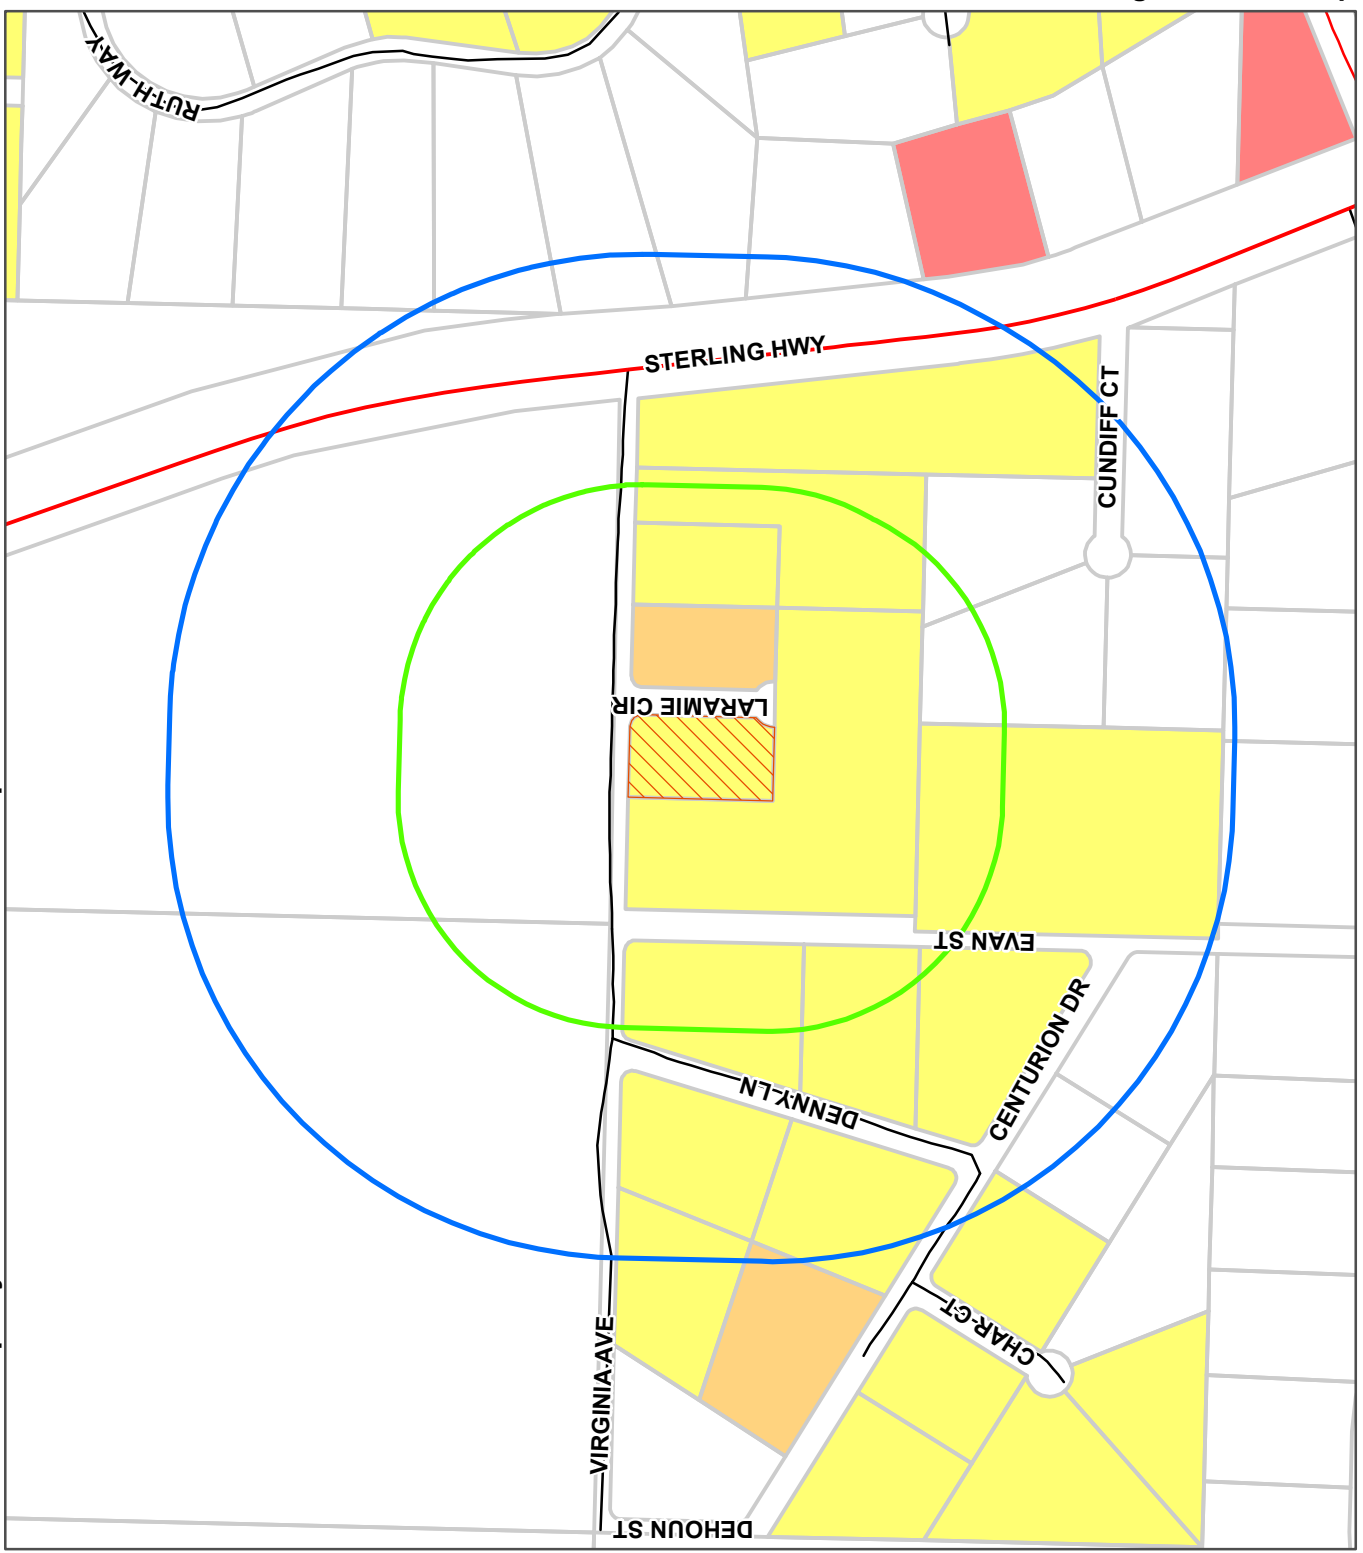 RUTH WAY
STERLING HWY
CUNDIFF CT
LARAMIE CIR
EVAN ST
CENTURION DR
DENNY LN
CHAR CT
VIRGINIA AVE
DEHOUN ST